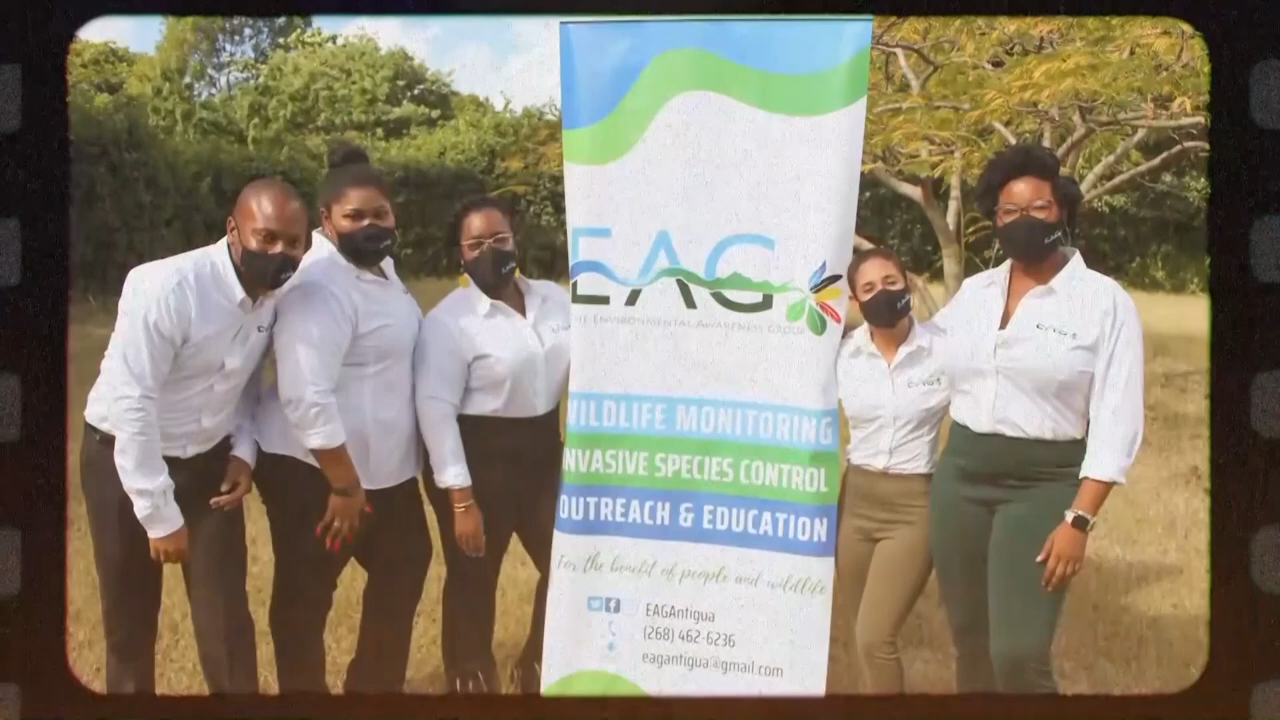 EAG
THE ENVIRONMENTAL AWARENESS GROUP
WILDLIFE MONITORING
INVASIVE SPECIES CONTROL
OUTREACH & EDUCATION
For the benefit of people and wildlife
EAGAntigua
(268) 462-6236
eagantigua@gmail.com